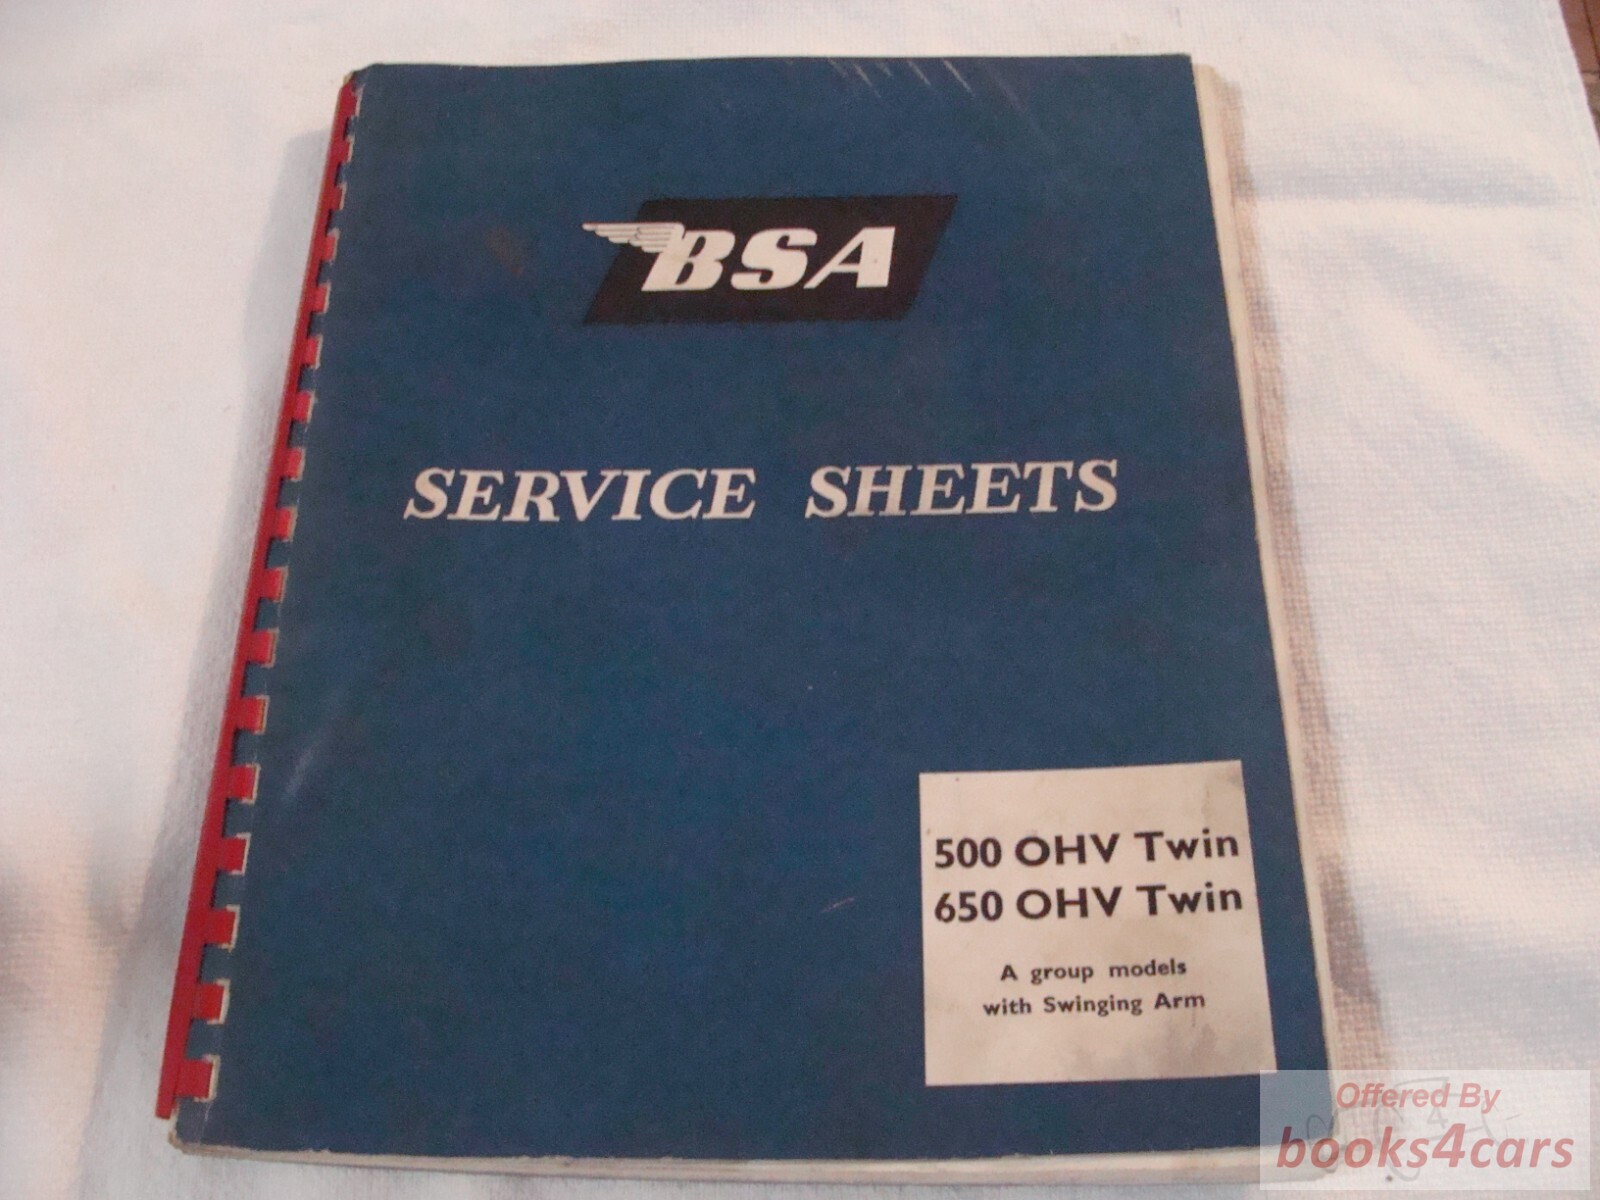 BSA
SERVICE SHEETS
500 OHV Twin
650 OHV Twin
A group models
with Swinging Arm
Offered By
books4cars